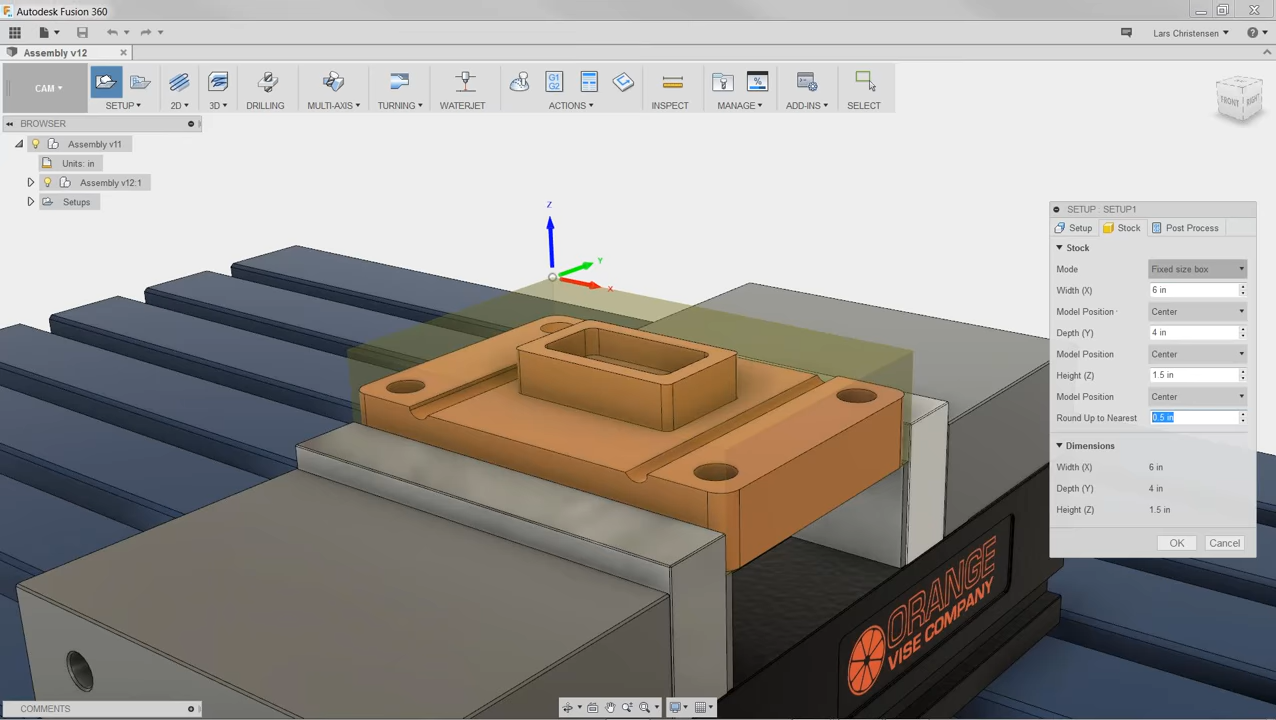 Autodesk Fusion 360
Lars Christensen
Assembly v12
CAM
SETUP
2D
3D
DRILLING
MULTI-AXIS
TURNING
WATERJET
G1
G2
ACTIONS
INSPECT
MANAGE
ADD-INS
SELECT
FRONT RIGHT
BROWSER
Assembly v11
Units: in
Assembly v12:1
Setups
Z
Y
X
SETUP : SETUP1
Setup Stock Post Process
Stock
Mode Fixed size box
Width (X) 6 in
Model Position Center
Depth (Y) 4 in
Model Position Center
Height (Z) 1.5 in
Model Position Center
Round Up to Nearest 0.5 in
Dimensions
Width (X) 6 in
Depth (Y) 4 in
Height (Z) 1.5 in
OK Cancel
ORANGE
VISE COMPANY
COMMENTS